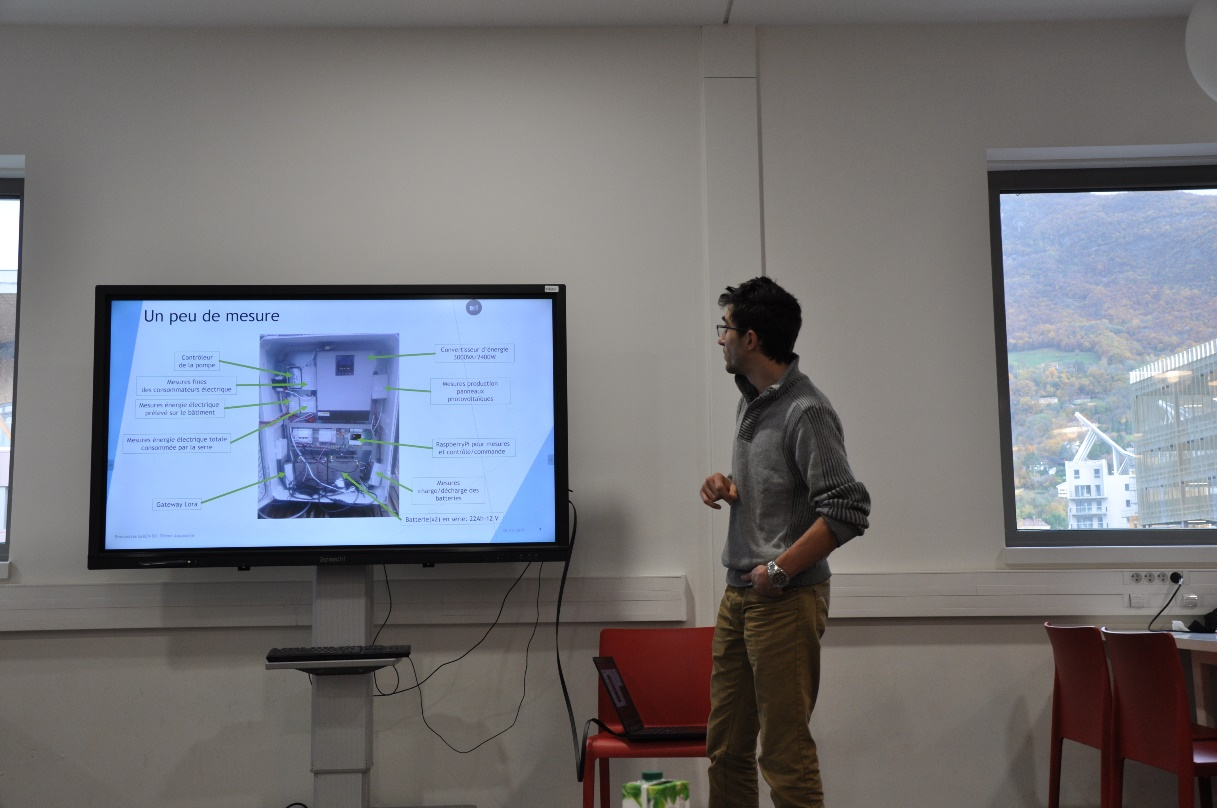 Un peu de mesure
Contrôleur
de la pompe
Mesures fines
des consommateurs électrique
Mesures énergie électrique
prélevé sur le bâtiment
Mesures énergie électrique totale
consommée par la serre
Gateway Lora
Convertisseur d'énergie
3000VA/2400W
Mesures production
panneaux
photovoltaïques
RaspberryPi pour mesures
et contrôle/commande
Mesures
charge/décharge des
batteries
Batterie(x2) en série: 22Ah-12 V